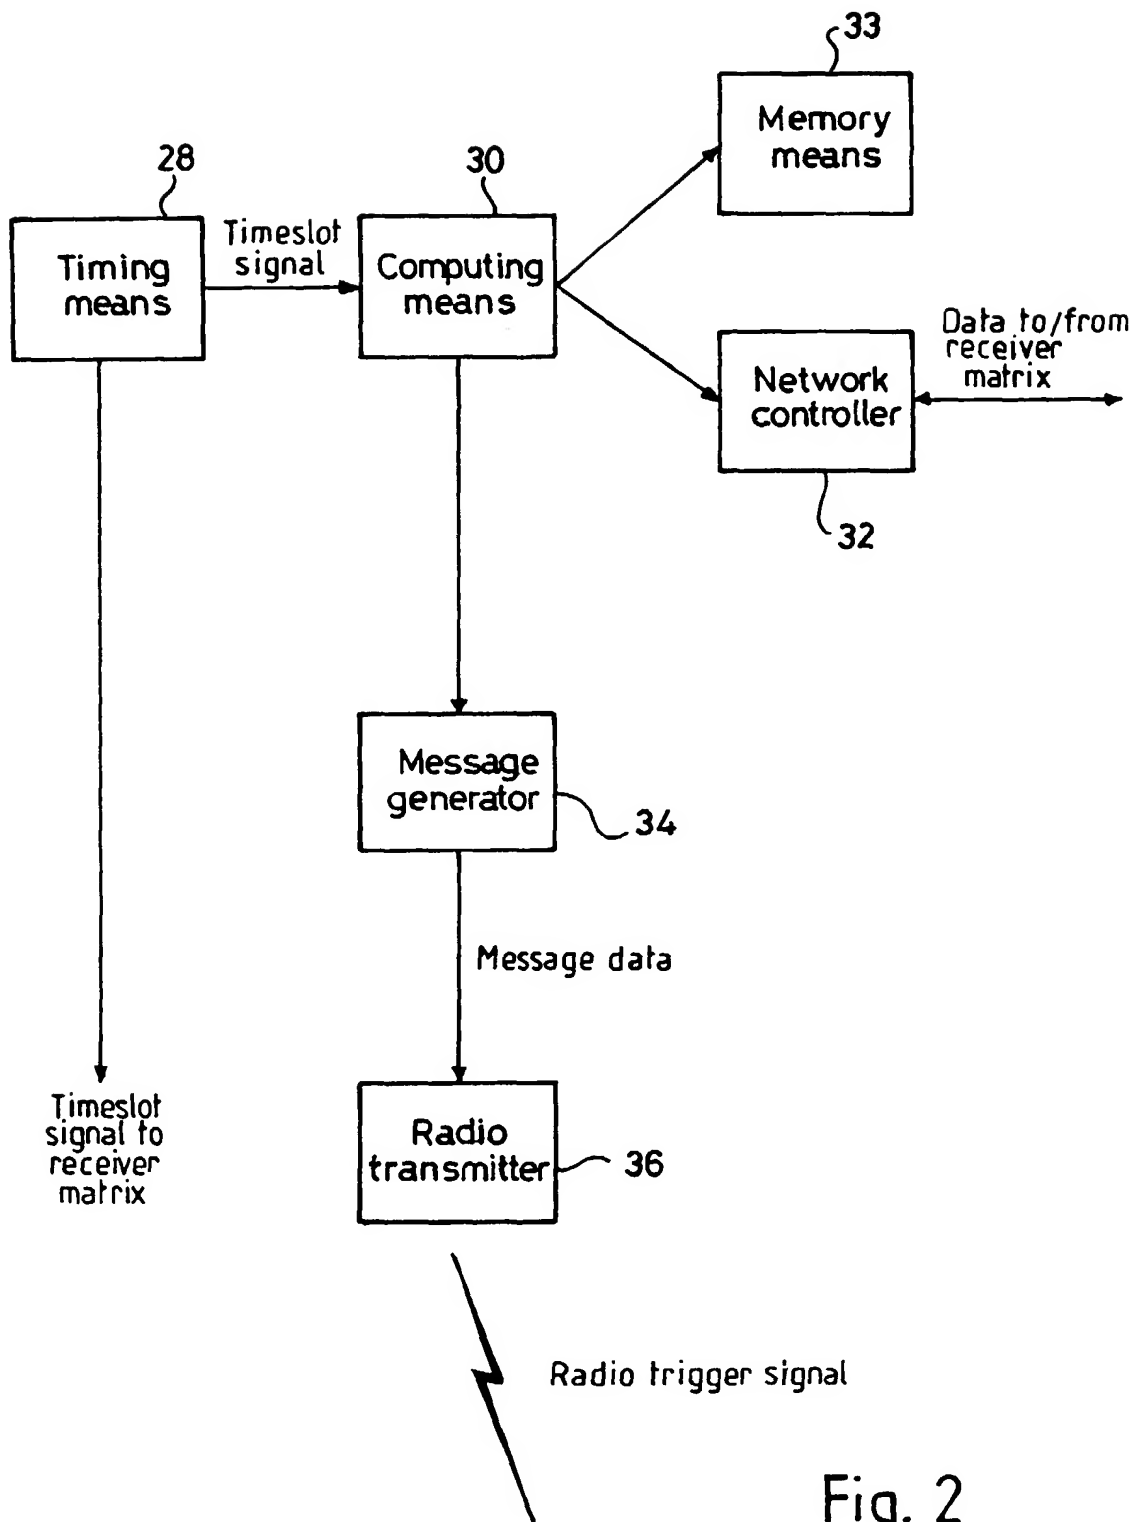 33
Memory
means
28
30
Timeslot
signal
Timing
means
Computing
means
Data to/from
receiver
matrix
Network
controller
32
Message
generator
34
Message data
Timeslot
signal to
receiver
matrix
Radio
transmitter
36
Radio trigger signal
Fig. 2